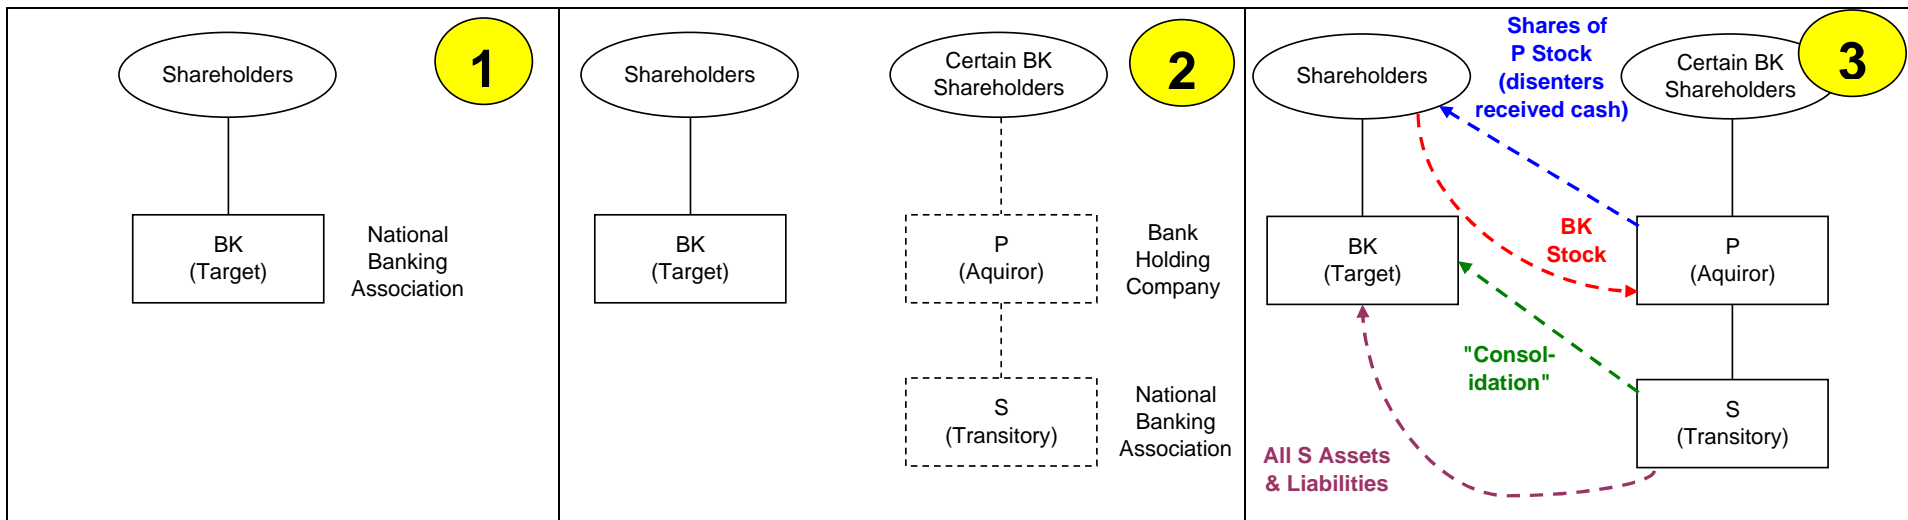 1
Shareholders
BK
(Target)
National
Banking
Association
2
Shareholders
Certain BK
Shareholders
BK
(Target)
P
(Aquiror)
Bank
Holding
Company
S
(Transitory)
National
Banking
Association
3
Shareholders
Shares of
P Stock
(disenters
received cash)
Certain BK
Shareholders
BK
(Target)
BK
Stock
P
(Aquiror)
"Consol-
idation"
S
(Transitory)
All S Assets
& Liabilities